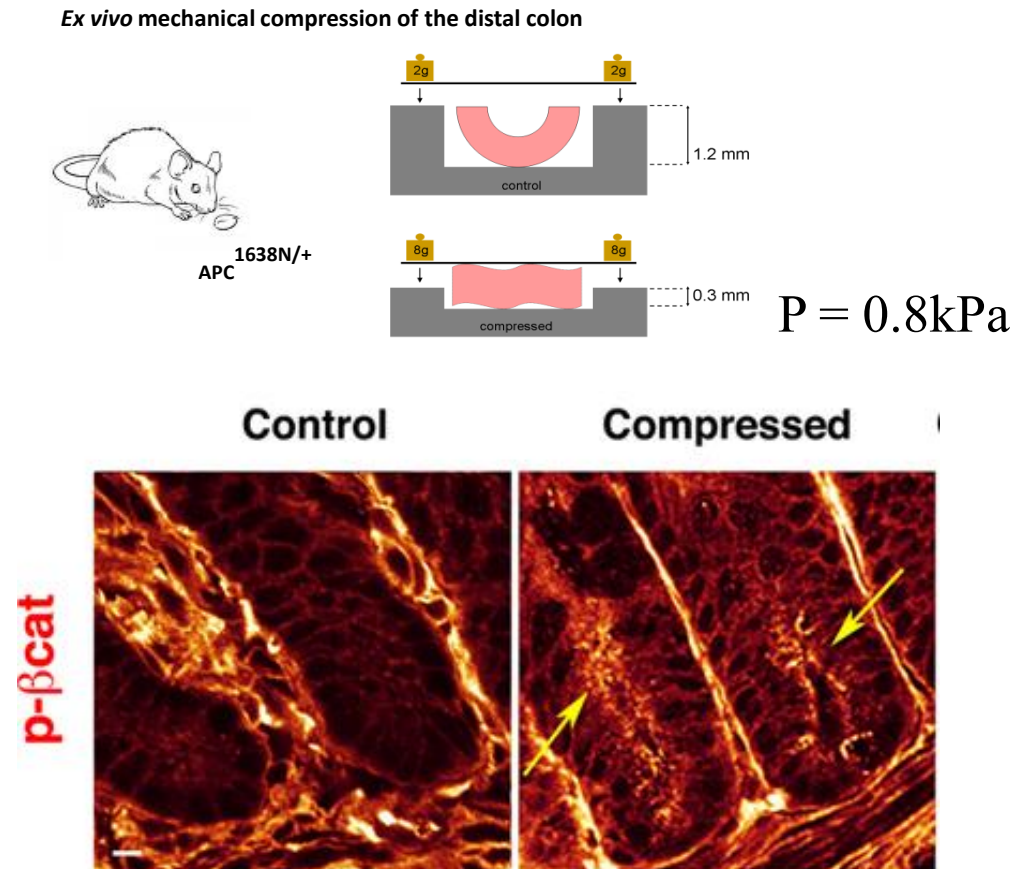 Ex vivo mechanical compression of the distal colon
2g 2g
1.2 mm
control
APC1638N/+
8g 8g
0.3 mm
compressed
P = 0.8kPa
Control Compressed
p-βcat